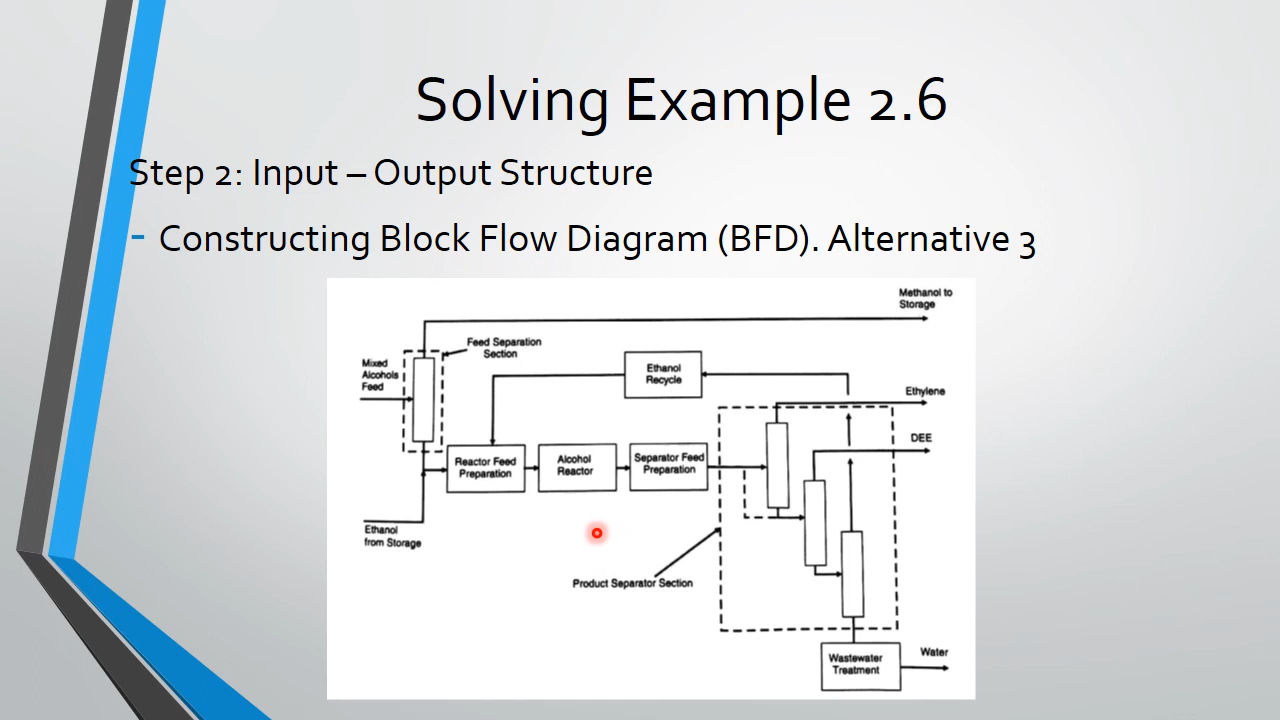 Solving Example 2.6
Step 2: Input – Output Structure
- Constructing Block Flow Diagram (BFD). Alternative 3
Methanol to
Storage
Feed Separation
Section
Mixed
Alcohols
Feed
Ethanol
Recycle
Ethylene
DEE
Reactor Feed
Preparation
Alcohol
Reactor
Separator Feed
Preparation
Ethanol
from Storage
Product Separator Section
Wastewater
Treatment
Water